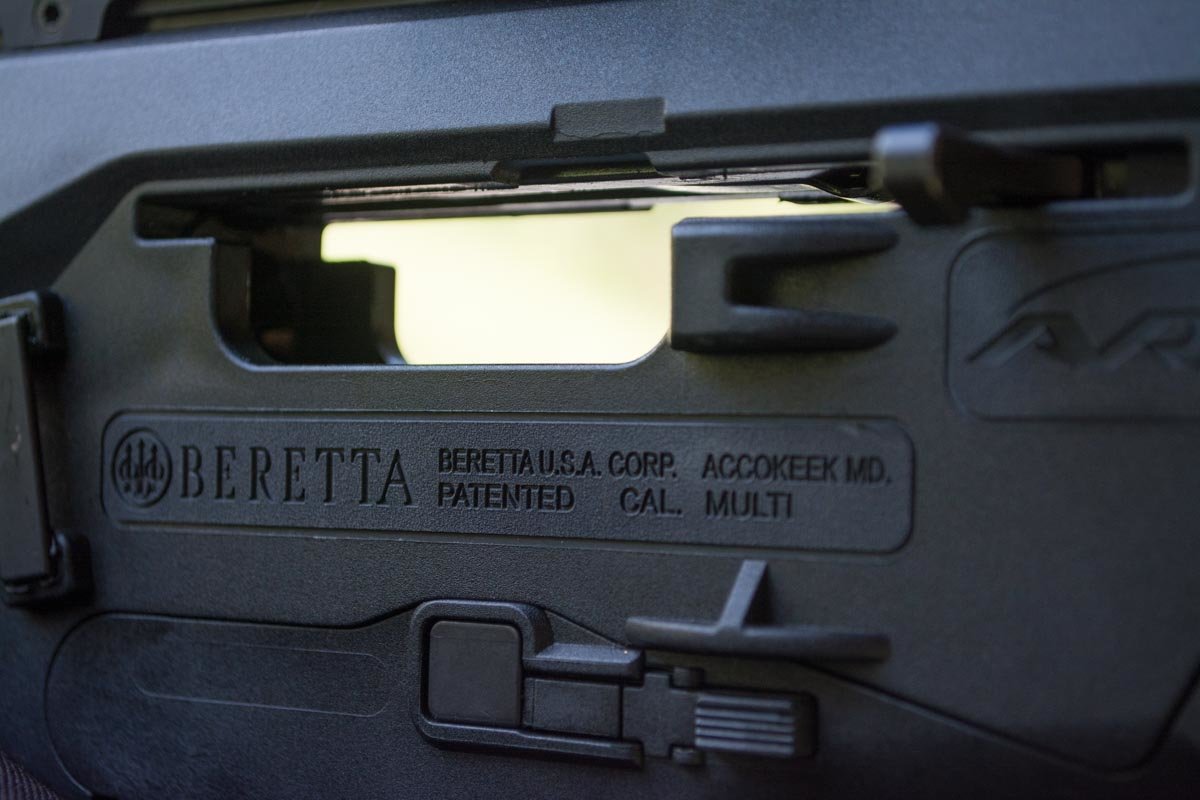 BERETTA
BERETTA U.S.A. CORP. ACCOKEEK MD.
PATENTED CAL. MULTI